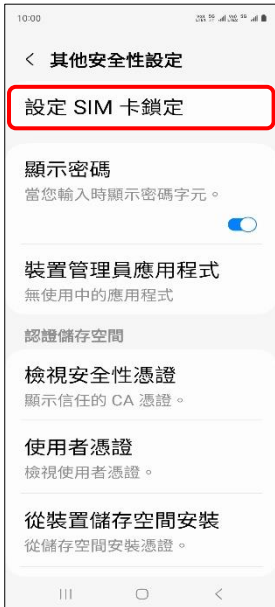 10:00
其他安全性設定
設定 SIM 卡鎖定
顯示密碼
當您輸入時顯示密碼字元。
裝置管理員應用程式
無使用中的應用程式
認證儲存空間
檢視安全性憑證
顯示信任的 CA 憑證。
使用者憑證
檢視使用者憑證。
從裝置儲存空間安裝
從儲存空間安裝憑證。